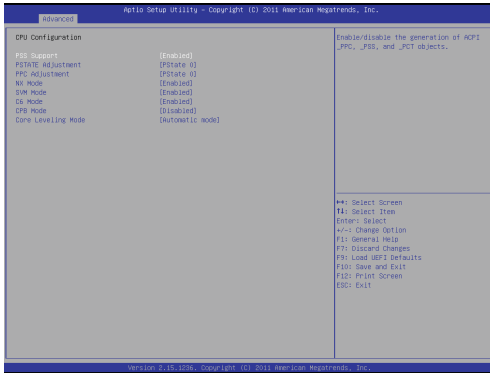 Aptio Setup Utility - Copyright (C) 2011 American Megatrends, Inc.
Advanced
CPU Configuration
PSS Support [Enabled]
PSTATE Adjustment [PState 0]
PPC Adjustment [PState 0]
NX Mode [Enabled]
SVM Mode [Enabled]
C6 Mode [Enabled]
CPB Mode [Disabled]
Core Leveling Mode [Automatic mode]
Enable/disable the generation of ACPI
_PPC, _PSS, and _PCT objects.
↔: Select Screen
↑↓: Select Item
Enter: Select
+/-: Change Option
F1: General Help
F7: Discard Changes
F9: Load UEFI Defaults
F10: Save and Exit
F12: Print Screen
ESC: Exit
Version 2.15.1236. Copyright (C) 2011 American Megatrends, Inc.